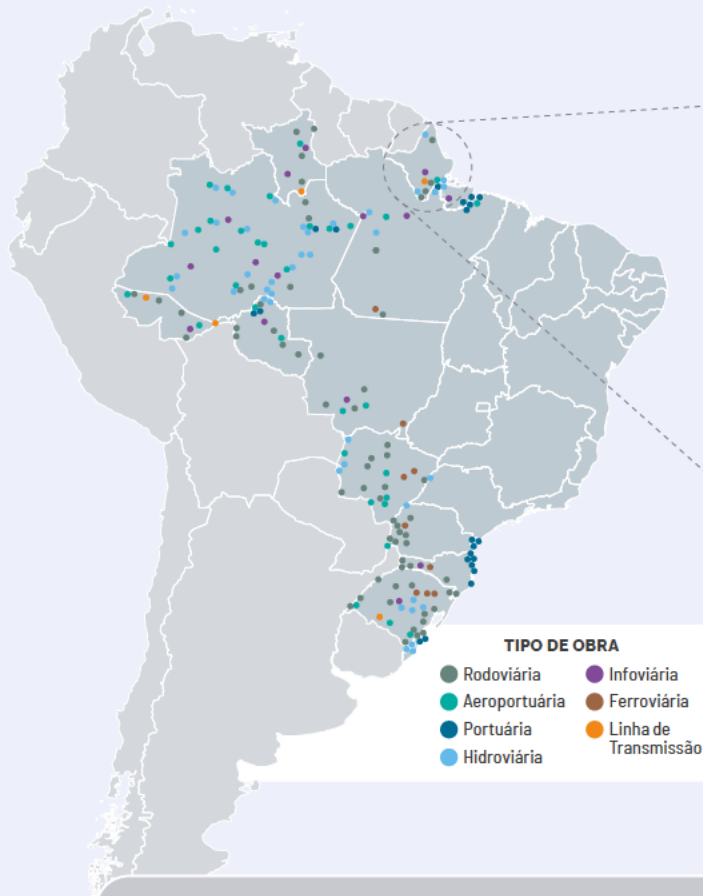 TIPO DE OBRA
Rodoviária
Aeroportuária
Portuária
Hidroviária
Infoviária
Ferroviária
Linha de
Transmissão